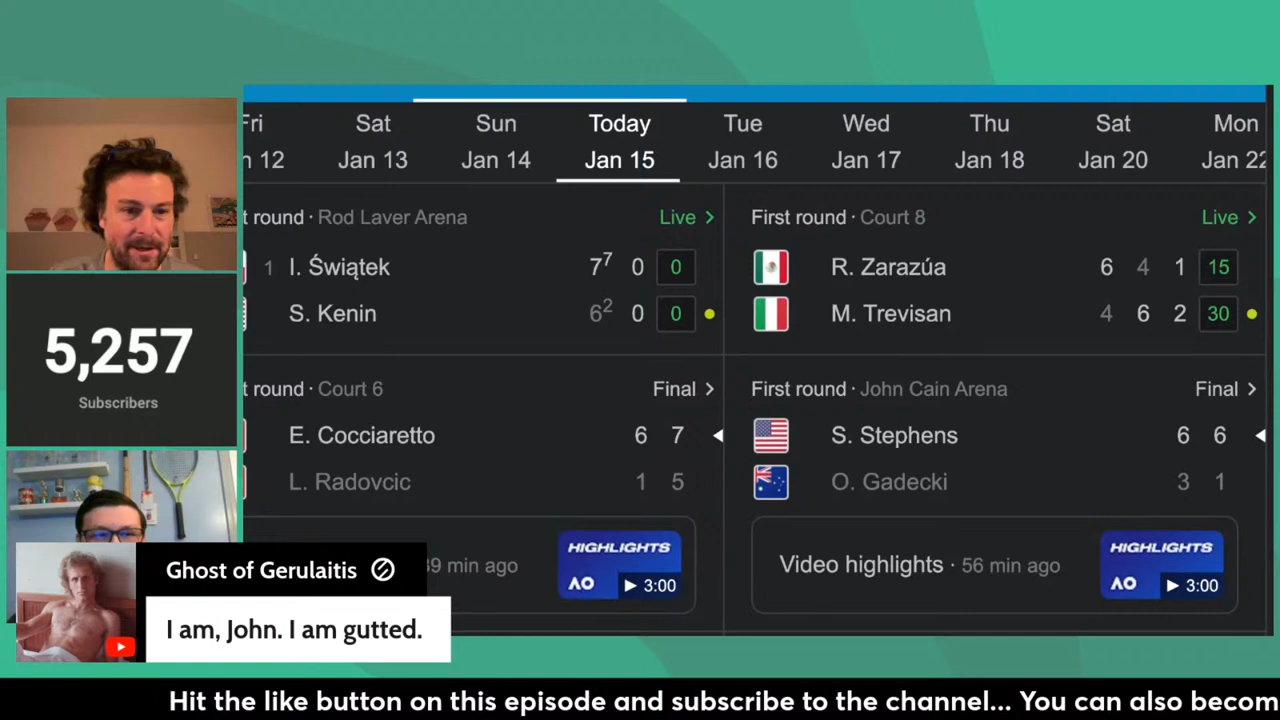 Fri Sat Sun Today Tue Wed Thu Sat Mon
n 12 Jan 13 Jan 14 Jan 15 Jan 16 Jan 17 Jan 18 Jan 20 Jan 22
t round · Rod Laver Arena Live
1 I. Świątek 7⁷ 0 0
S. Kenin 6² 0 0
First round · Court 8 Live
R. Zarazúa 6 4 1 15
M. Trevisan 4 6 2 30
t round · Court 6 Final
E. Cocciaretto 6 7
L. Radovcic 1 5
39 min ago
HIGHLIGHTS
AO 3:00
First round · John Cain Arena Final
S. Stephens 6 6
O. Gadecki 3 1
Video highlights · 56 min ago
HIGHLIGHTS
AO 3:00
5,257
Subscribers
Ghost of Gerulaitis
I am, John. I am gutted.
Hit the like button on this episode and subscribe to the channel... You can also becom